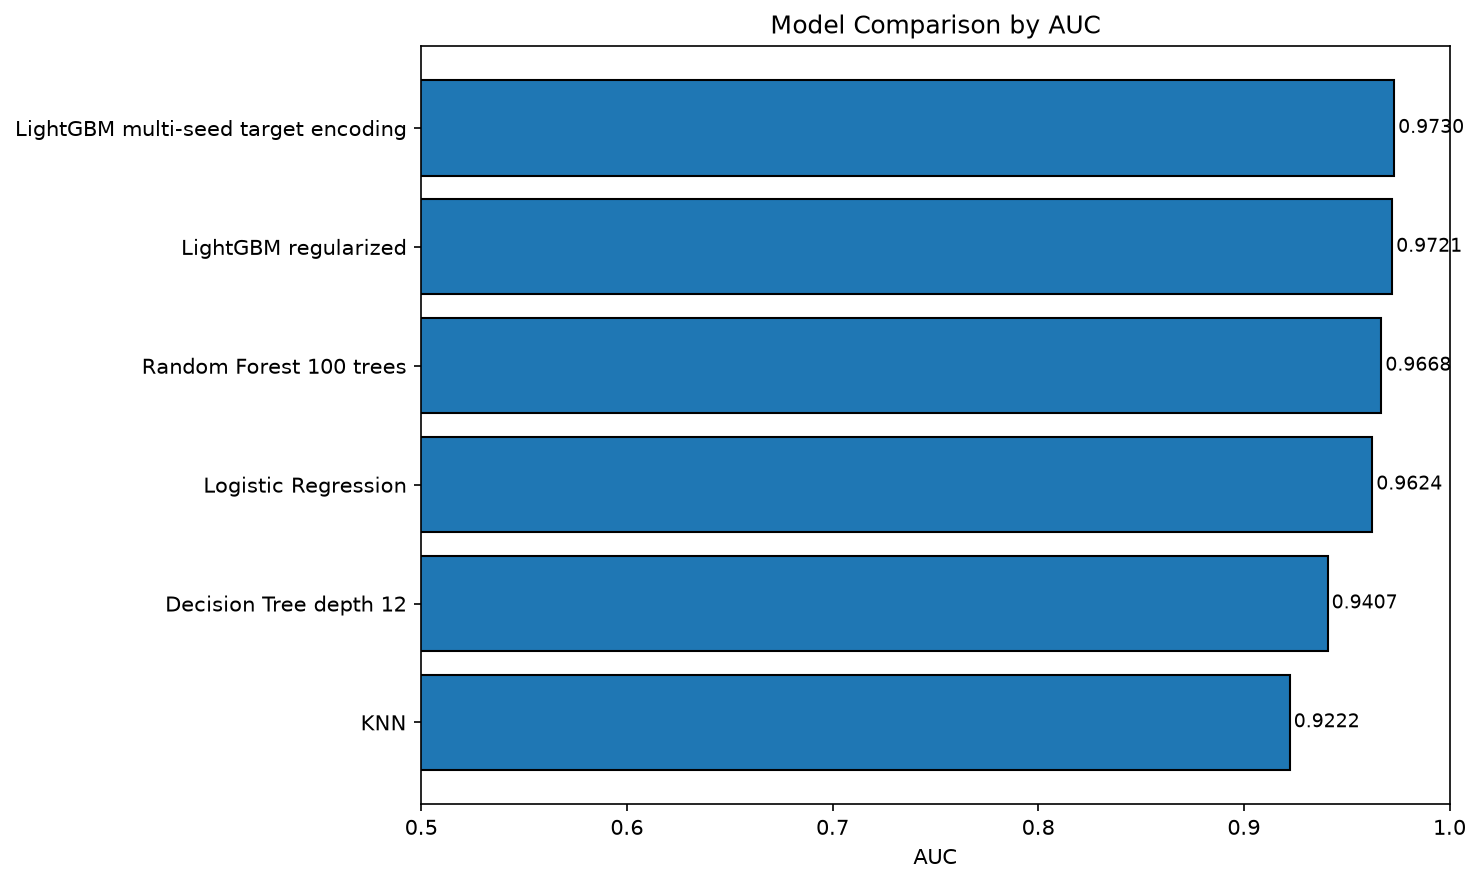 Model Comparison by AUC
LightGBM multi-seed target encoding
0.9730
LightGBM regularized
0.9721
Random Forest 100 trees
0.9668
Logistic Regression
0.9624
Decision Tree depth 12
0.9407
KNN
0.9222
0.5 0.6 0.7 0.8 0.9 1.0
AUC